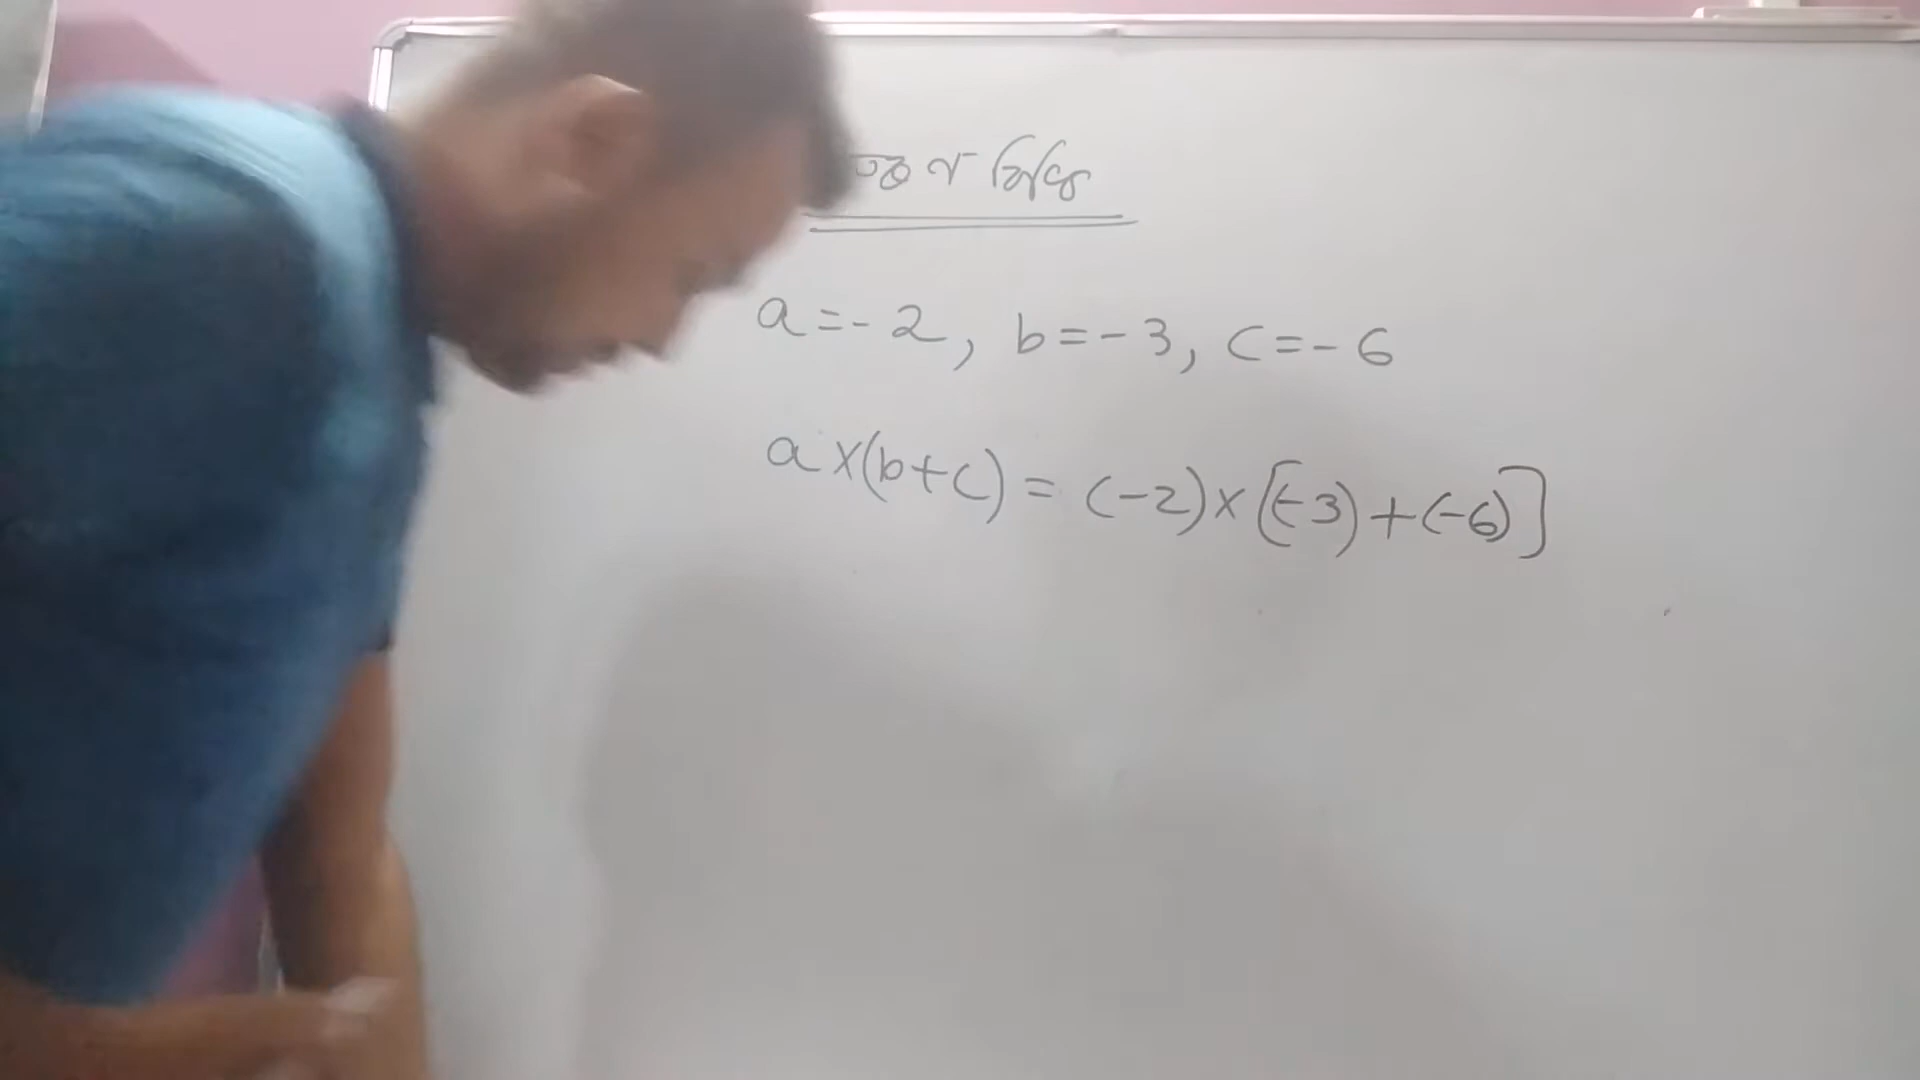 a=-2, b=-3, c=-6
a×(b+c) = (-2)×[(-3)+(-6)]